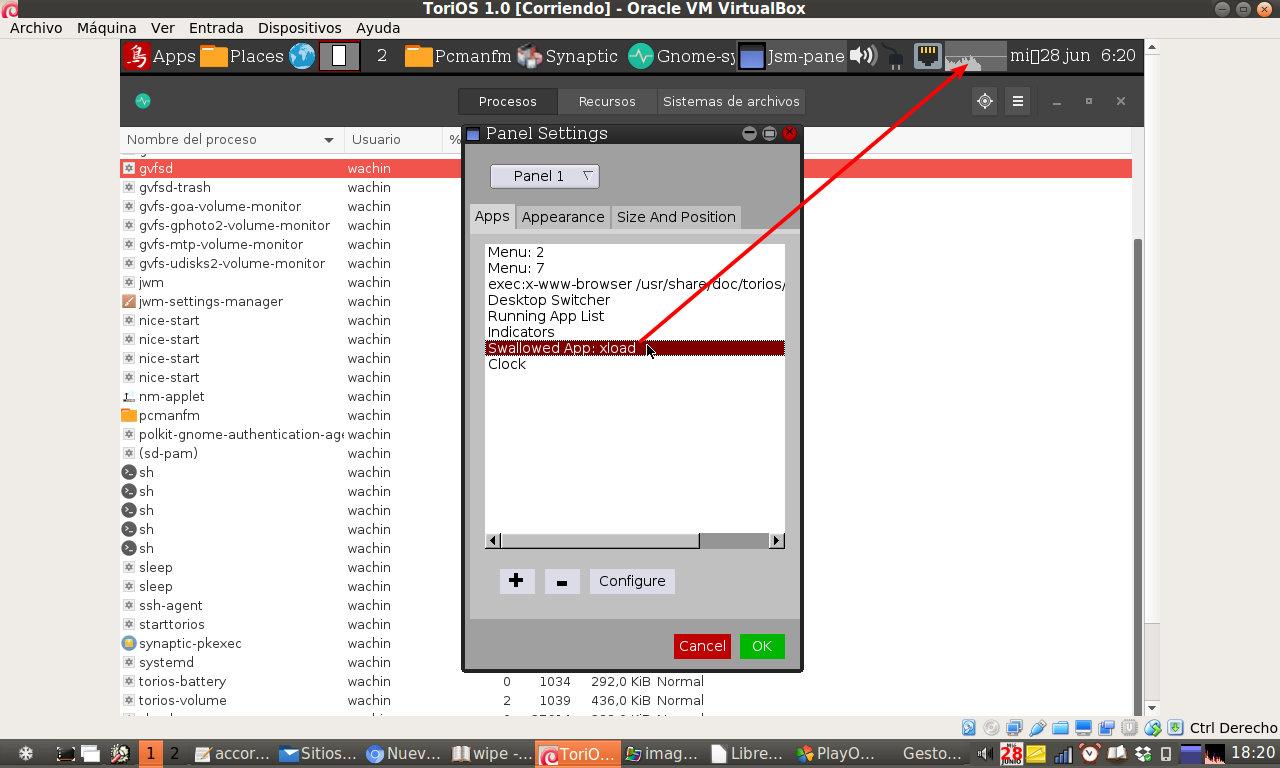 ToriOS 1.0 [Corriendo] - Oracle VM VirtualBox
Archivo Máquina Ver Entrada Dispositivos Ayuda
Apps Places 2 Pcmanfm Synaptic Gnome-sy Jsm-pane mi 28 jun 6:20
Procesos Recursos Sistemas de archivos
Nombre del proceso Usuario %
Panel Settings
gvfsd wachin
Panel 1
gvfsd-trash wachin
gvfs-goa-volume-monitor wachin
Apps Appearance Size And Position
gvfs-gphoto2-volume-monitor wachin
gvfs-mtp-volume-monitor wachin
Menu: 2
gvfs-udisks2-volume-monitor wachin
Menu: 7
jwm wachin
exec:x-www-browser /usr/share/doc/torios/
jwm-settings-manager wachin
Desktop Switcher
nice-start wachin
Running App List
nice-start wachin
Indicators
nice-start wachin
Swallowed App: xload
nice-start wachin
Clock
nm-applet wachin
pcmanfm wachin
polkit-gnome-authentication-age wachin
(sd-pam) wachin
sh wachin
sh wachin
sh wachin
sh wachin
sh wachin
sleep wachin
+ - Configure
sleep wachin
ssh-agent wachin
starttorios wachin
synaptic-pkexec wachin
Cancel OK
systemd wachin
torios-battery wachin 0 1034 292,0 KiB Normal
torios-volume wachin 2 1039 436,0 KiB Normal
Ctrl Derecho
1 2 accor... Sitios... Nuev... wipe -... ToriO... imag... Libre... PlayO... Gesto... 28 JUNIO 18:20